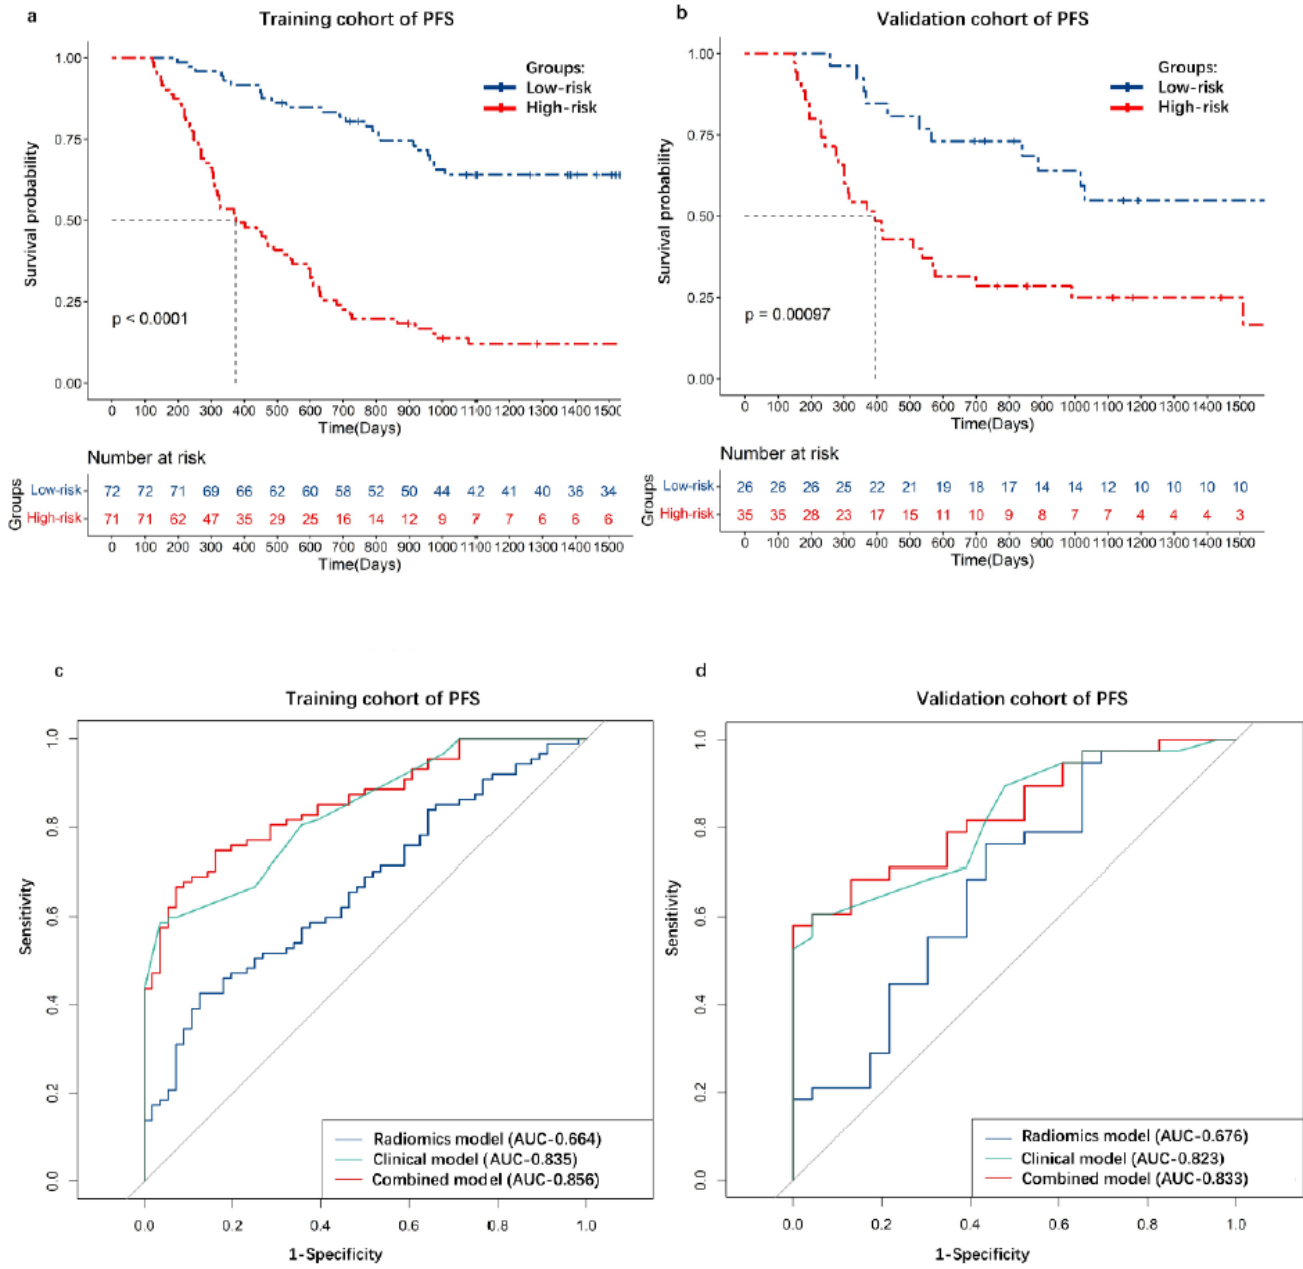 a
Training cohort of PFS
Groups:
Low-risk
High-risk
Survival probability
1.00
0.75
0.50
0.25
0.00
p < 0.0001
0 100 200 300 400 500 600 700 800 900 1000 1100 1200 1300 1400 1500
Time(Days)
Number at risk
Groups
Low-risk 72 72 71 69 66 62 60 58 52 50 44 42 41 40 36 34
High-risk 71 71 62 47 35 29 25 16 14 12 9 7 7 6 6 6
0 100 200 300 400 500 600 700 800 900 1000 1100 1200 1300 1400 1500
Time(Days)
b
Validation cohort of PFS
Groups:
Low-risk
High-risk
Survival probability
1.00
0.75
0.50
0.25
0.00
p = 0.00097
0 100 200 300 400 500 600 700 800 900 1000 1100 1200 1300 1400 1500
Time(Days)
Number at risk
Groups
Low-risk 26 26 26 25 22 21 19 18 17 14 14 12 10 10 10 10
High-risk 35 35 28 23 17 15 11 10 9 8 7 7 4 4 4 3
0 100 200 300 400 500 600 700 800 900 1000 1100 1200 1300 1400 1500
Time(Days)
c
Training cohort of PFS
Sensitivity
1.0
0.8
0.6
0.4
0.2
0.0
Radiomics model (AUC-0.664)
Clinical model (AUC-0.835)
Combined model (AUC-0.856)
0.0 0.2 0.4 0.6 0.8 1.0
1-Specificity
d
Validation cohort of PFS
Sensitivity
1.0
0.8
0.6
0.4
0.2
0.0
Radiomics model (AUC-0.676)
Clinical model (AUC-0.823)
Combined model (AUC-0.833)
0.0 0.2 0.4 0.6 0.8 1.0
1-Specificity